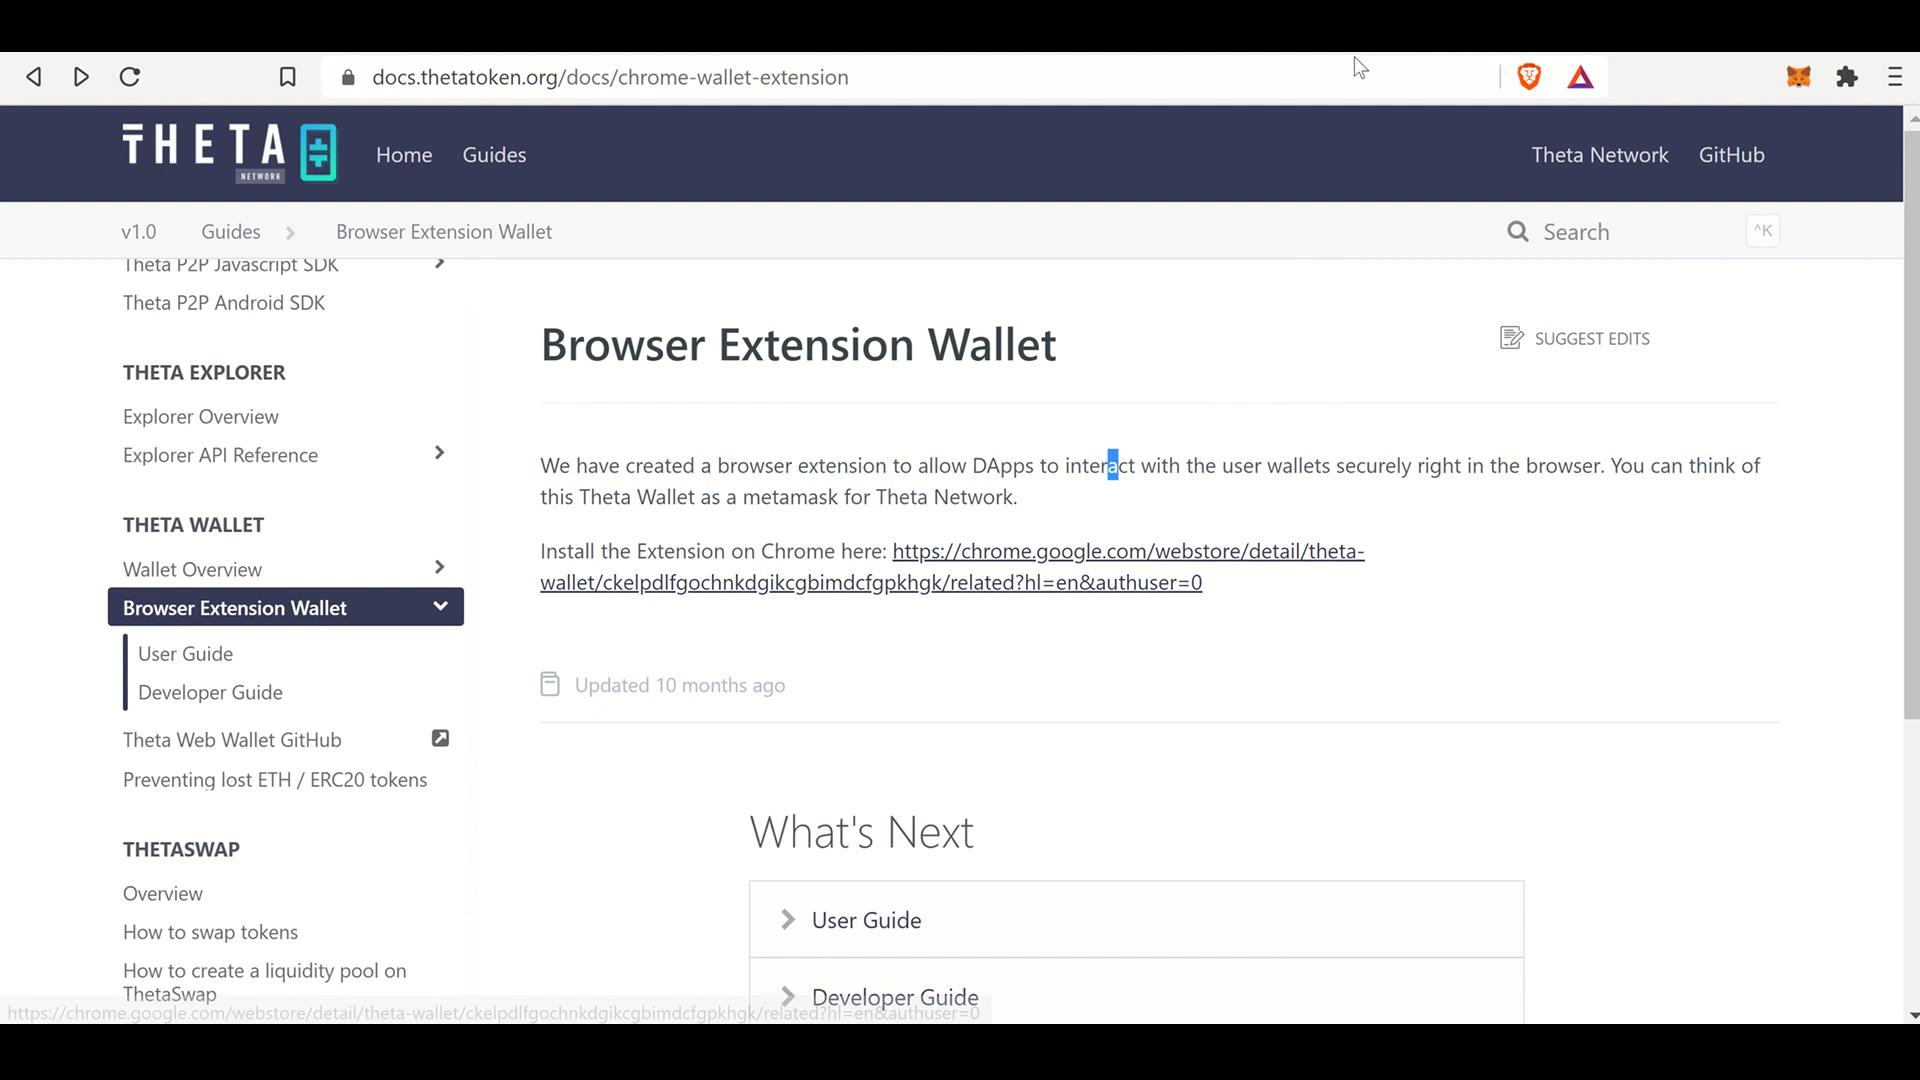 docs.thetatoken.org/docs/chrome-wallet-extension
THETA
NETWORK
Home
Guides
Theta Network
GitHub
v1.0
Guides
Browser Extension Wallet
Search
^K
Theta P2P Javascript SDK
Theta P2P Android SDK
THETA EXPLORER
Explorer Overview
Explorer API Reference
THETA WALLET
Wallet Overview
Browser Extension Wallet
User Guide
Developer Guide
Theta Web Wallet GitHub
Preventing lost ETH / ERC20 tokens
THETASWAP
Overview
How to swap tokens
How to create a liquidity pool on
ThetaSwap
Browser Extension Wallet
SUGGEST EDITS
We have created a browser extension to allow DApps to interact with the user wallets securely right in the browser. You can think of
this Theta Wallet as a metamask for Theta Network.
Install the Extension on Chrome here: https://chrome.google.com/webstore/detail/theta-
wallet/ckelpdlfgochnkdgikcgbimdcfgpkhgk/related?hl=en&authuser=0
Updated 10 months ago
What's Next
User Guide
Developer Guide
https://chrome.google.com/webstore/detail/theta-wallet/ckelpdlfgochnkdgikcgbimdcfgpkhgk/related?hl=en&authuser=0